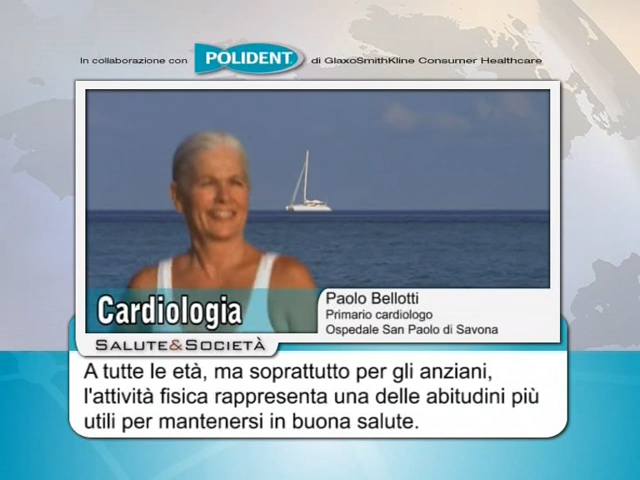 In collaborazione con POLIDENT di GlaxoSmithKline Consumer Healthcare
Cardiologia
Paolo Bellotti
Primario cardiologo
Ospedale San Paolo di Savona
SALUTE&SOCIETÀ
A tutte le età, ma soprattutto per gli anziani,
l'attività fisica rappresenta una delle abitudini più
utili per mantenersi in buona salute.